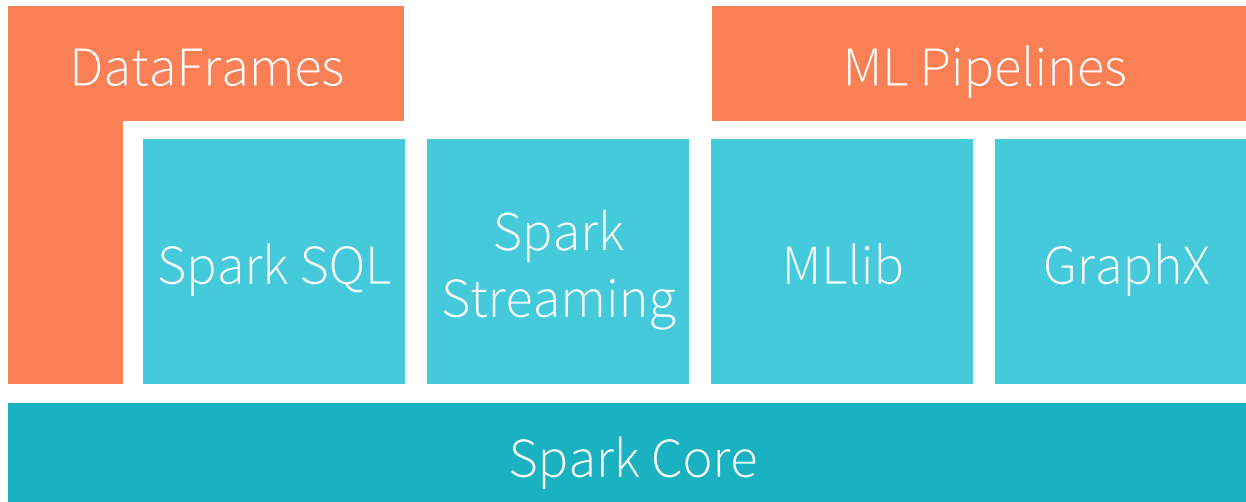 DataFrames
ML Pipelines
Spark SQL
Spark
Streaming
MLlib
GraphX
Spark Core